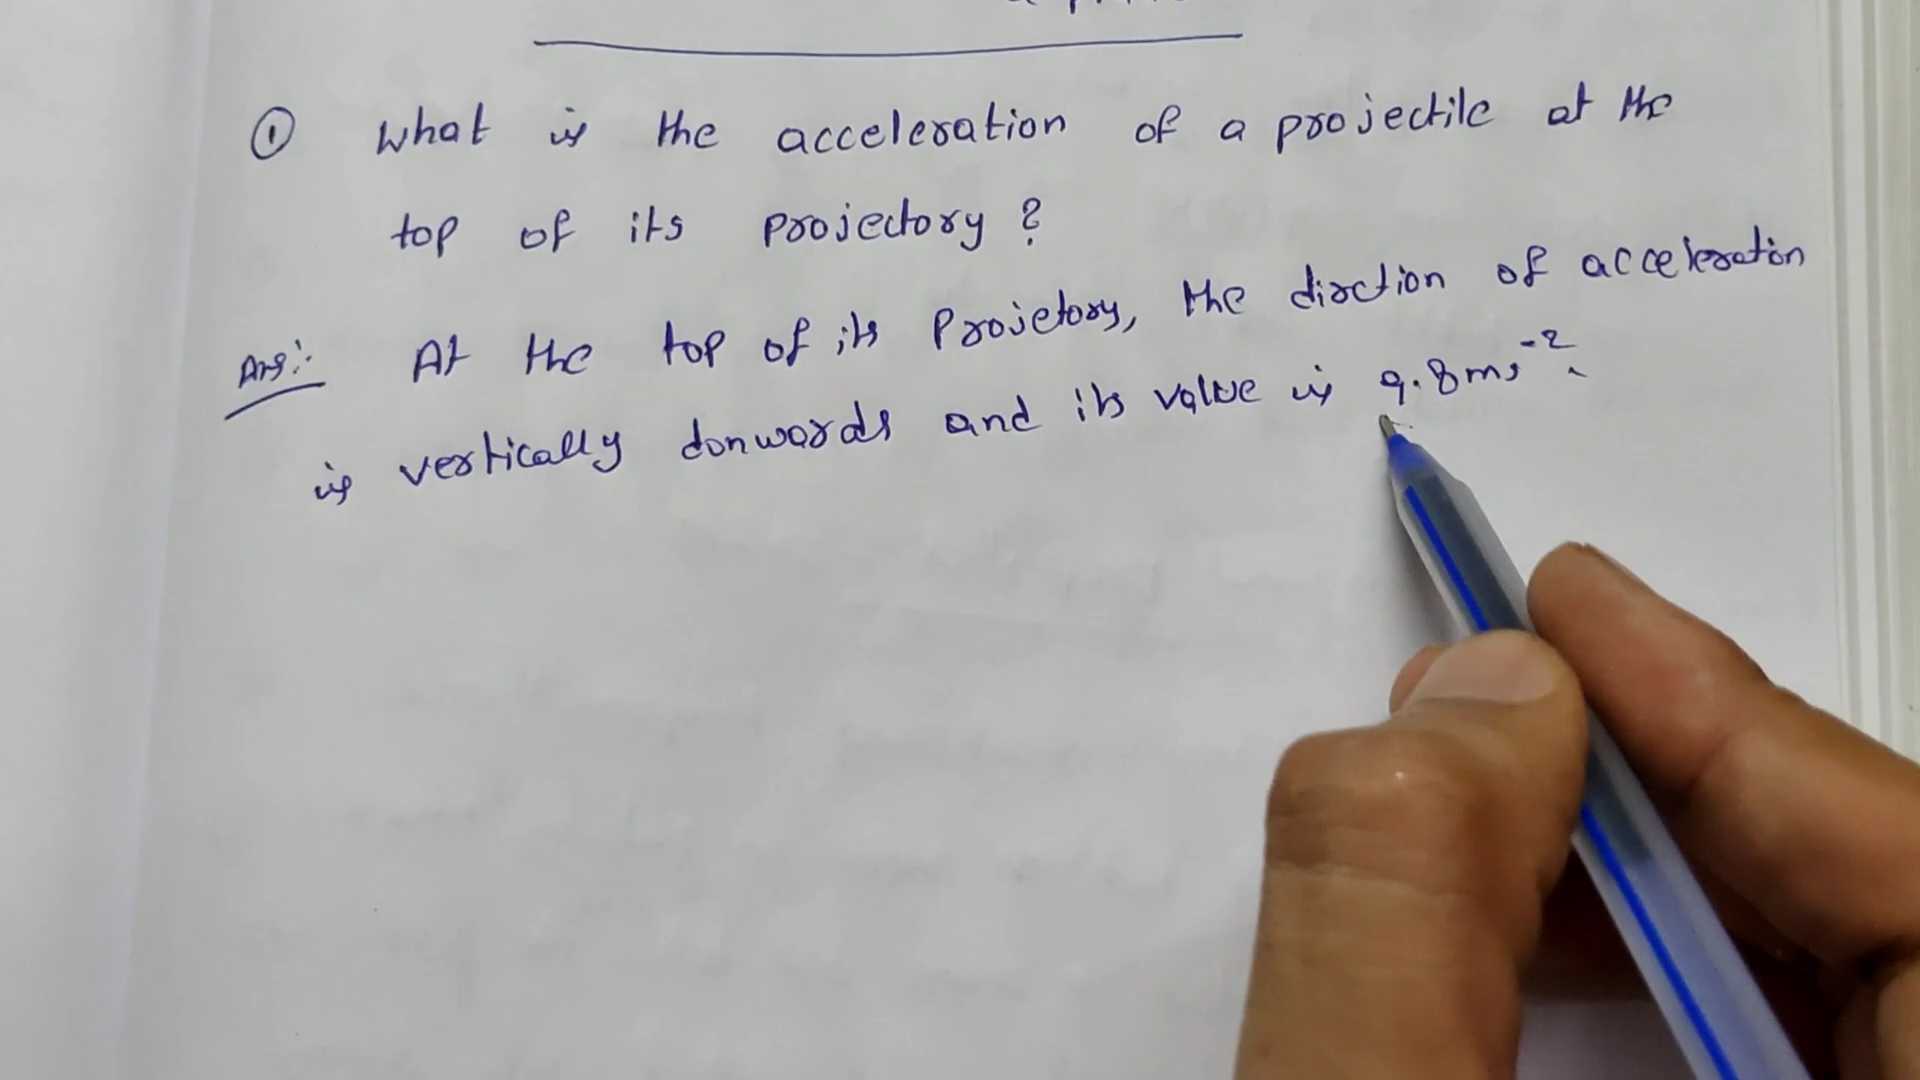 ① What is the acceleration of a projectile at the
top of its projectory ?
Ans:- At the top of its Projetory, the dirction of acceleration
is vertically donwards and its value is 9.8ms⁻².